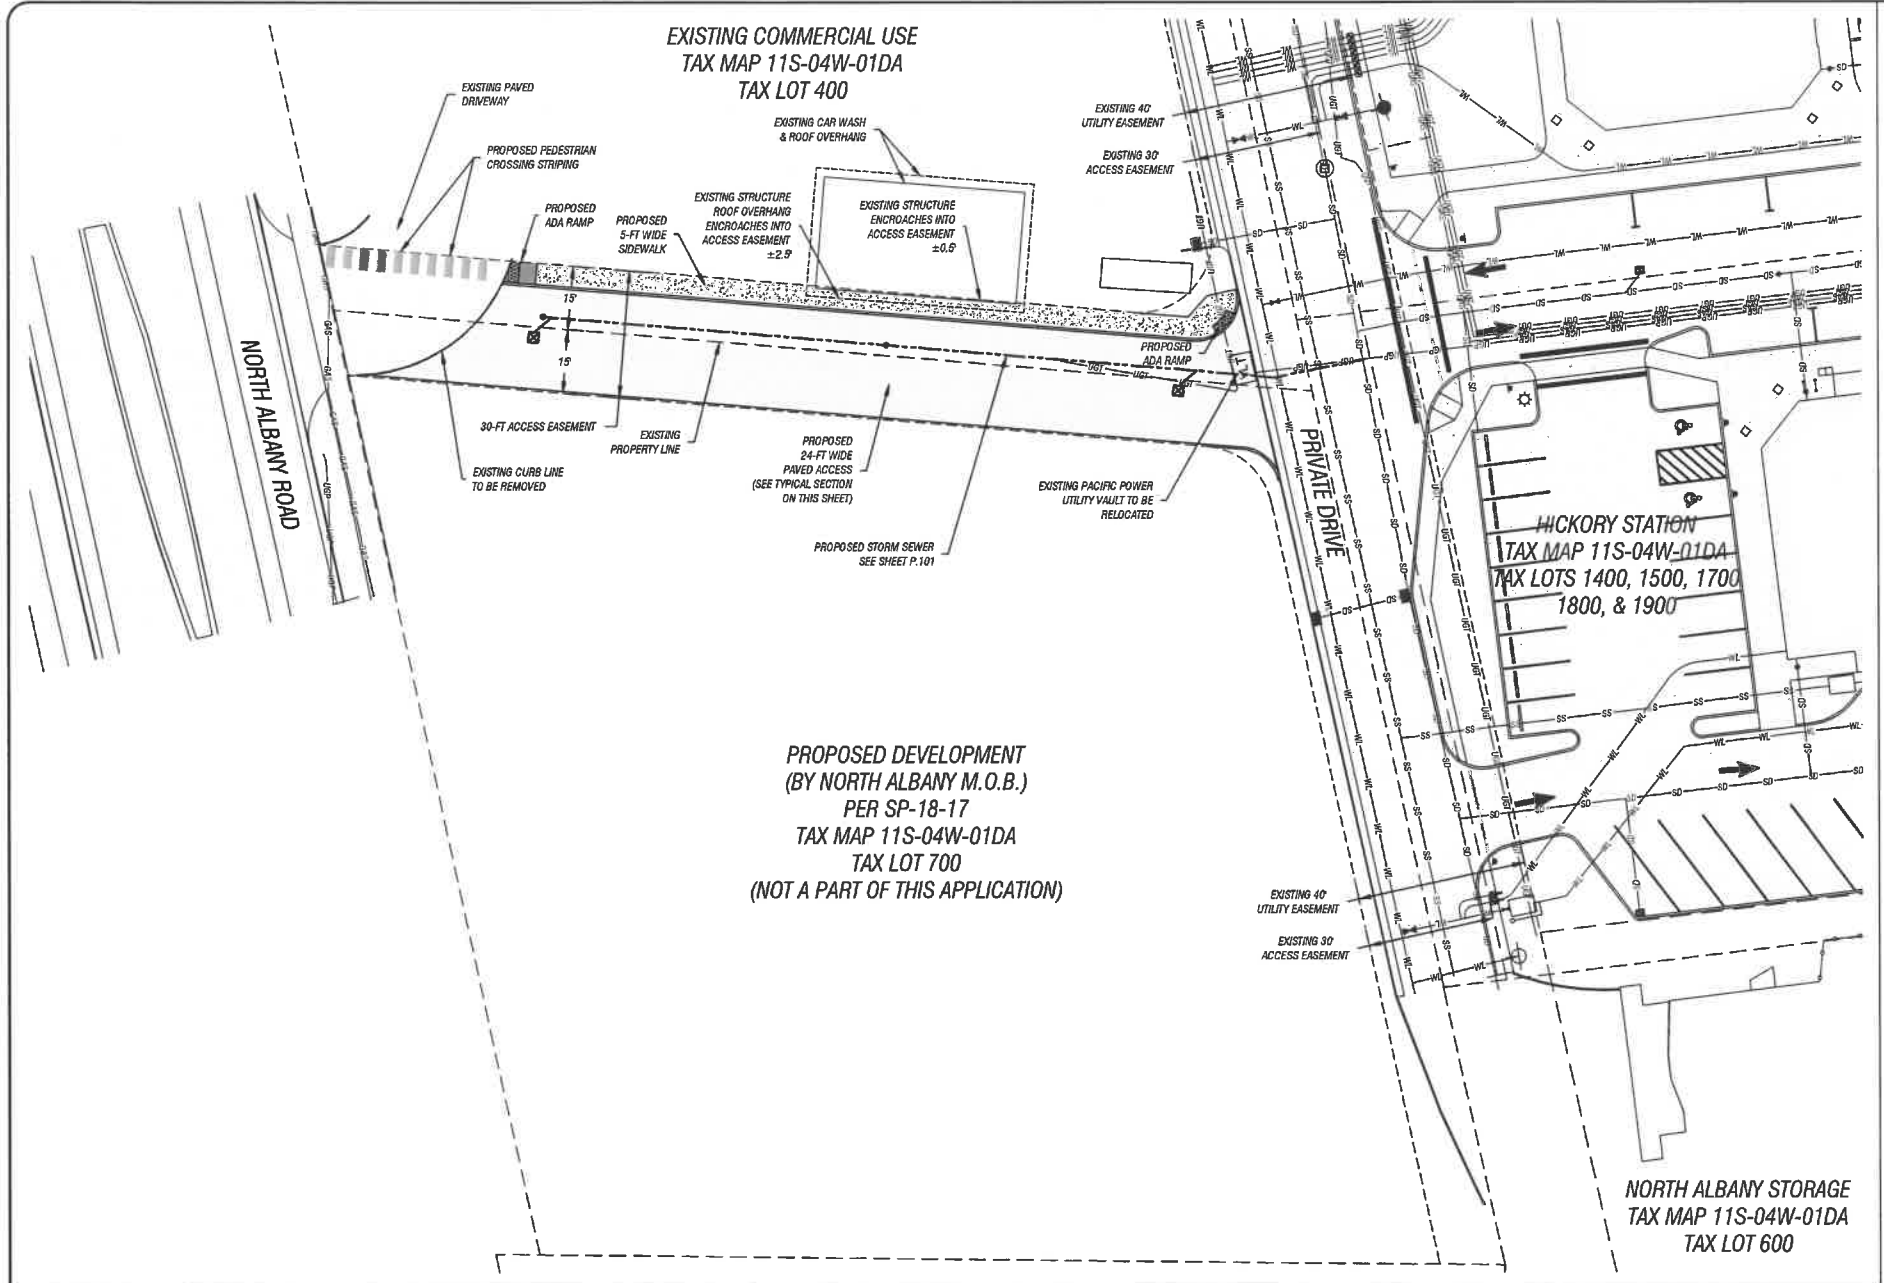 EXISTING COMMERCIAL USE
TAX MAP 11S-04W-01DA
TAX LOT 400
EXISTING PAVED
DRIVEWAY
PROPOSED PEDESTRIAN
CROSSING STRIPING
EXISTING CAR WASH
& ROOF OVERHANG
EXISTING 40'
UTILITY EASEMENT
EXISTING 30'
ACCESS EASEMENT
PROPOSED
ADA RAMP
PROPOSED
5-FT WIDE
SIDEWALK
EXISTING STRUCTURE
ROOF OVERHANG
ENCROACHES INTO
ACCESS EASEMENT
±2.5'
EXISTING STRUCTURE
ENCROACHES INTO
ACCESS EASEMENT
±0.5'
15'
15'
PROPOSED
ADA RAMP
NORTH ALBANY ROAD
30-FT ACCESS EASEMENT
EXISTING
PROPERTY LINE
EXISTING CURB LINE
TO BE REMOVED
PROPOSED
24-FT WIDE
PAVED ACCESS
(SEE TYPICAL SECTION
ON THIS SHEET)
EXISTING PACIFIC POWER
UTILITY VAULT TO BE
RELOCATED
PROPOSED STORM SEWER
SEE SHEET P.101
PRIVATE DRIVE
HICKORY STATION
TAX MAP 11S-04W-01DA
TAX LOTS 1400, 1500, 1700
1800, & 1900
PROPOSED DEVELOPMENT
(BY NORTH ALBANY M.O.B.)
PER SP-18-17
TAX MAP 11S-04W-01DA
TAX LOT 700
(NOT A PART OF THIS APPLICATION)
EXISTING 40'
UTILITY EASEMENT
EXISTING 30'
ACCESS EASEMENT
NORTH ALBANY STORAGE
TAX MAP 11S-04W-01DA
TAX LOT 600